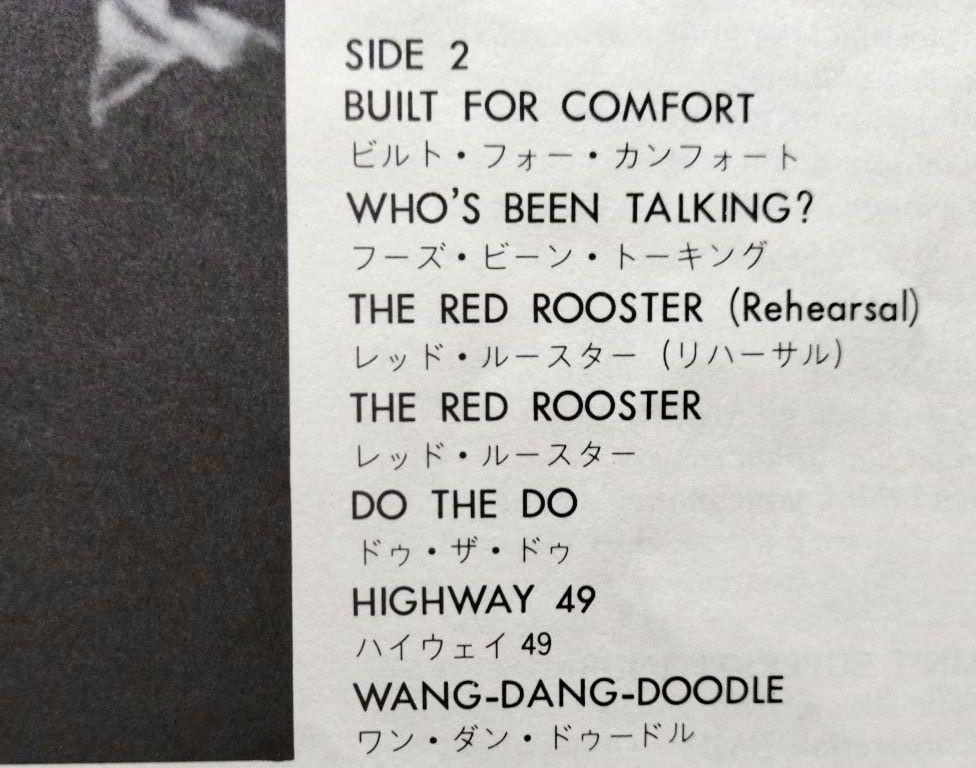 SIDE 2
BUILT FOR COMFORT
ビルト・フォー・カンフォート
WHO'S BEEN TALKING?
フーズ・ビーン・トーキング
THE RED ROOSTER (Rehearsal)
レッド・ルースター (リハーサル)
THE RED ROOSTER
レッド・ルースター
DO THE DO
ドゥ・ザ・ドゥ
HIGHWAY 49
ハイウェイ 49
WANG-DANG-DOODLE
ワン・ダン・ドゥードル